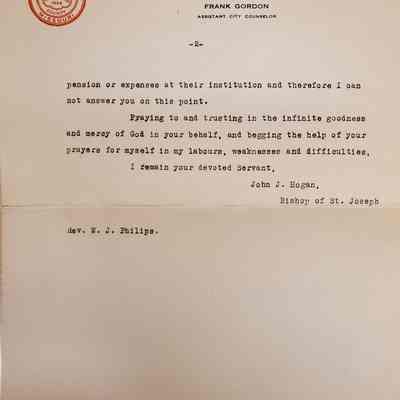 MISSOURI
FRANK GORDON
ASSISTANT CITY COUNSELOR
-2-
pension or expenses at their institution and therefore I can
not answer you on this point.
Praying to and trusting in the infinite goodness
and mercy of God in your behalf, and begging the help of your
prayers for myself in my labours, weaknesses and difficulties,
I remain your devoted Servant,
John J. Hogan,
Bishop of St. Joseph
Rev. W. J. Philips.